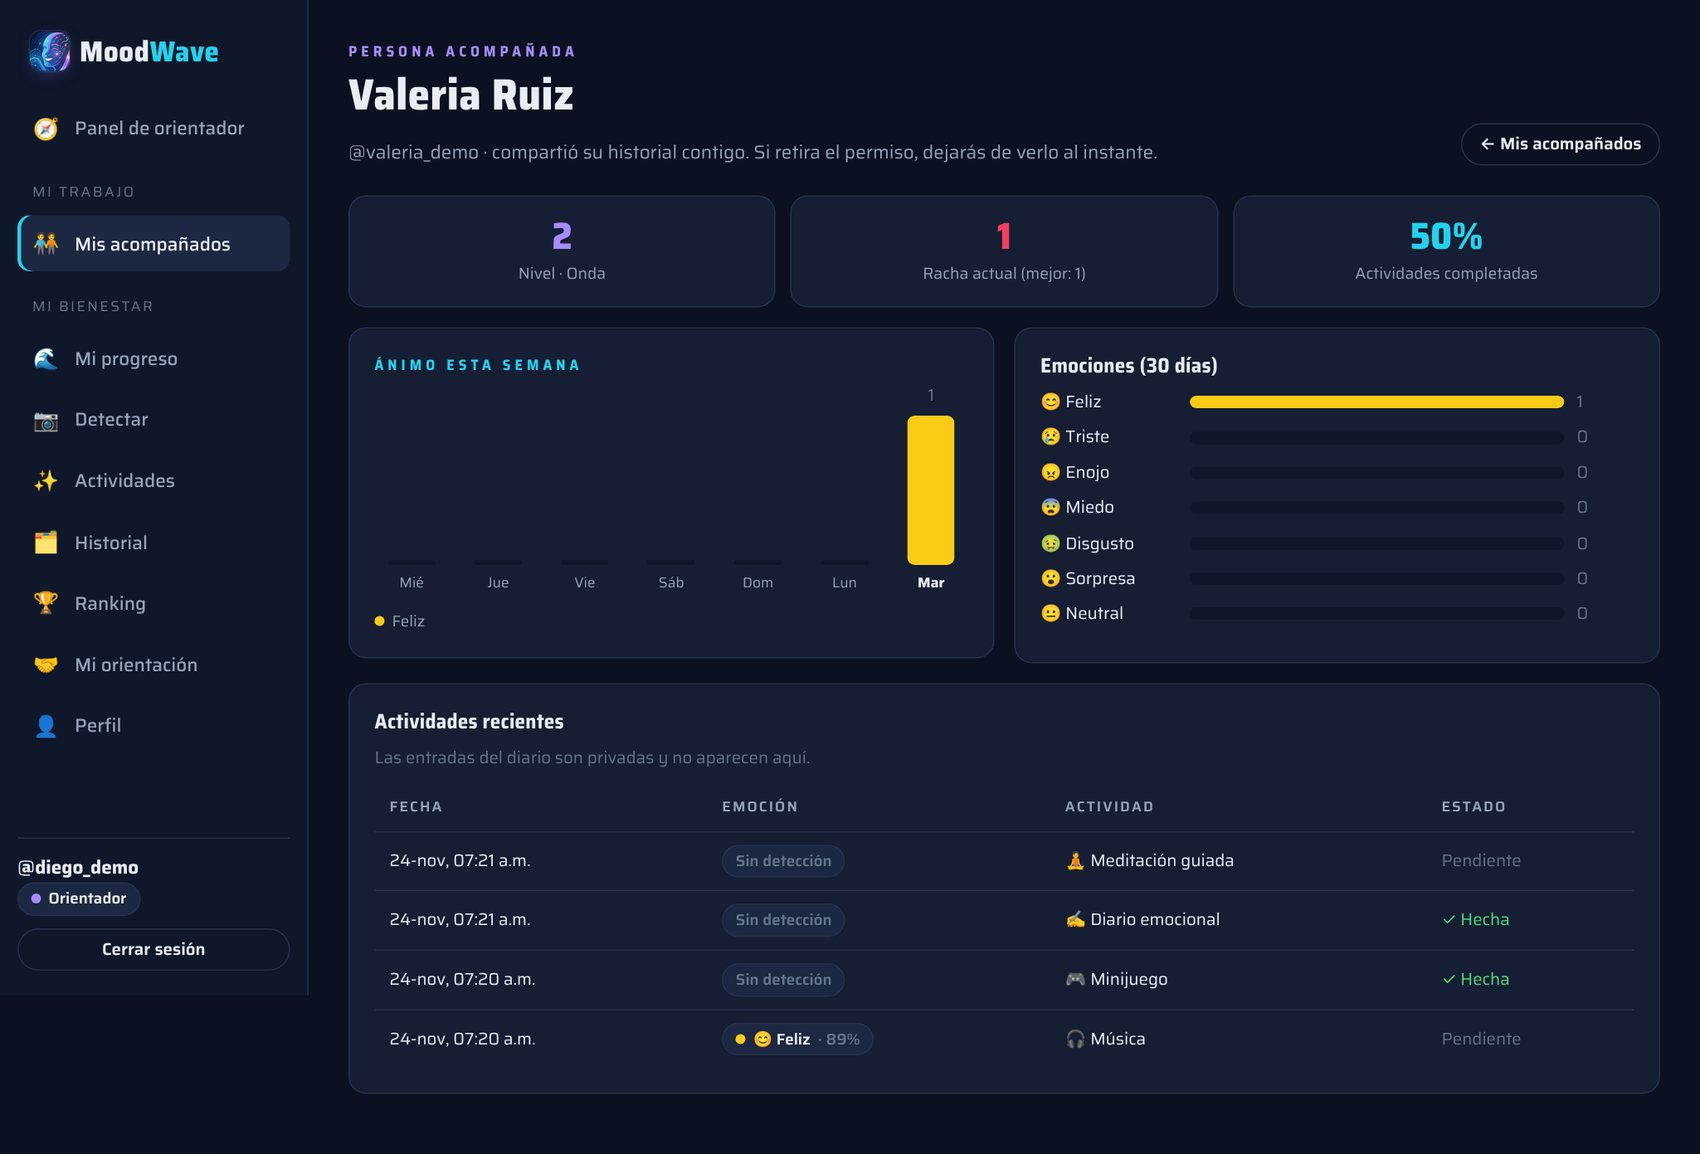 MoodWave
Panel de orientador
MI TRABAJO
Mis acompañados
MI BIENESTAR
Mi progreso
Detectar
Actividades
Historial
Ranking
Mi orientación
Perfil
@diego_demo
Orientador
Cerrar sesión
PERSONA ACOMPAÑADA
Valeria Ruiz
@valeria_demo · compartió su historial contigo. Si retira el permiso, dejarás de verlo al instante.
← Mis acompañados
2
Nivel · Onda
1
Racha actual (mejor: 1)
50%
Actividades completadas
ÁNIMO ESTA SEMANA
1
Mié Jue Vie Sáb Dom Lun Mar
Feliz
Emociones (30 días)
Feliz 1
Triste 0
Enojo 0
Miedo 0
Disgusto 0
Sorpresa 0
Neutral 0
Actividades recientes
Las entradas del diario son privadas y no aparecen aquí.
FECHA EMOCIÓN ACTIVIDAD ESTADO
24-nov, 07:21 a.m. Sin detección Meditación guiada Pendiente
24-nov, 07:21 a.m. Sin detección Diario emocional ✓ Hecha
24-nov, 07:20 a.m. Sin detección Minijuego ✓ Hecha
24-nov, 07:20 a.m. Feliz · 89% Música Pendiente